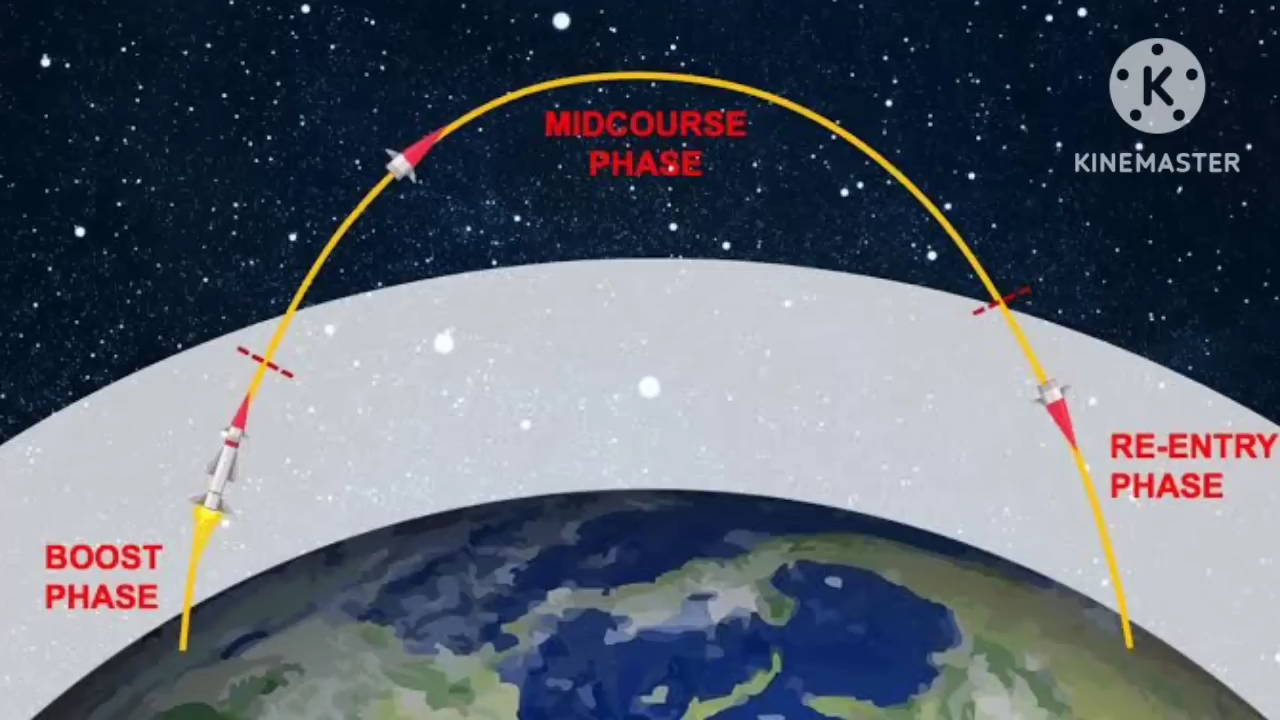 MIDCOURSE
PHASE
K
KINEMASTER
RE-ENTRY
PHASE
BOOST
PHASE